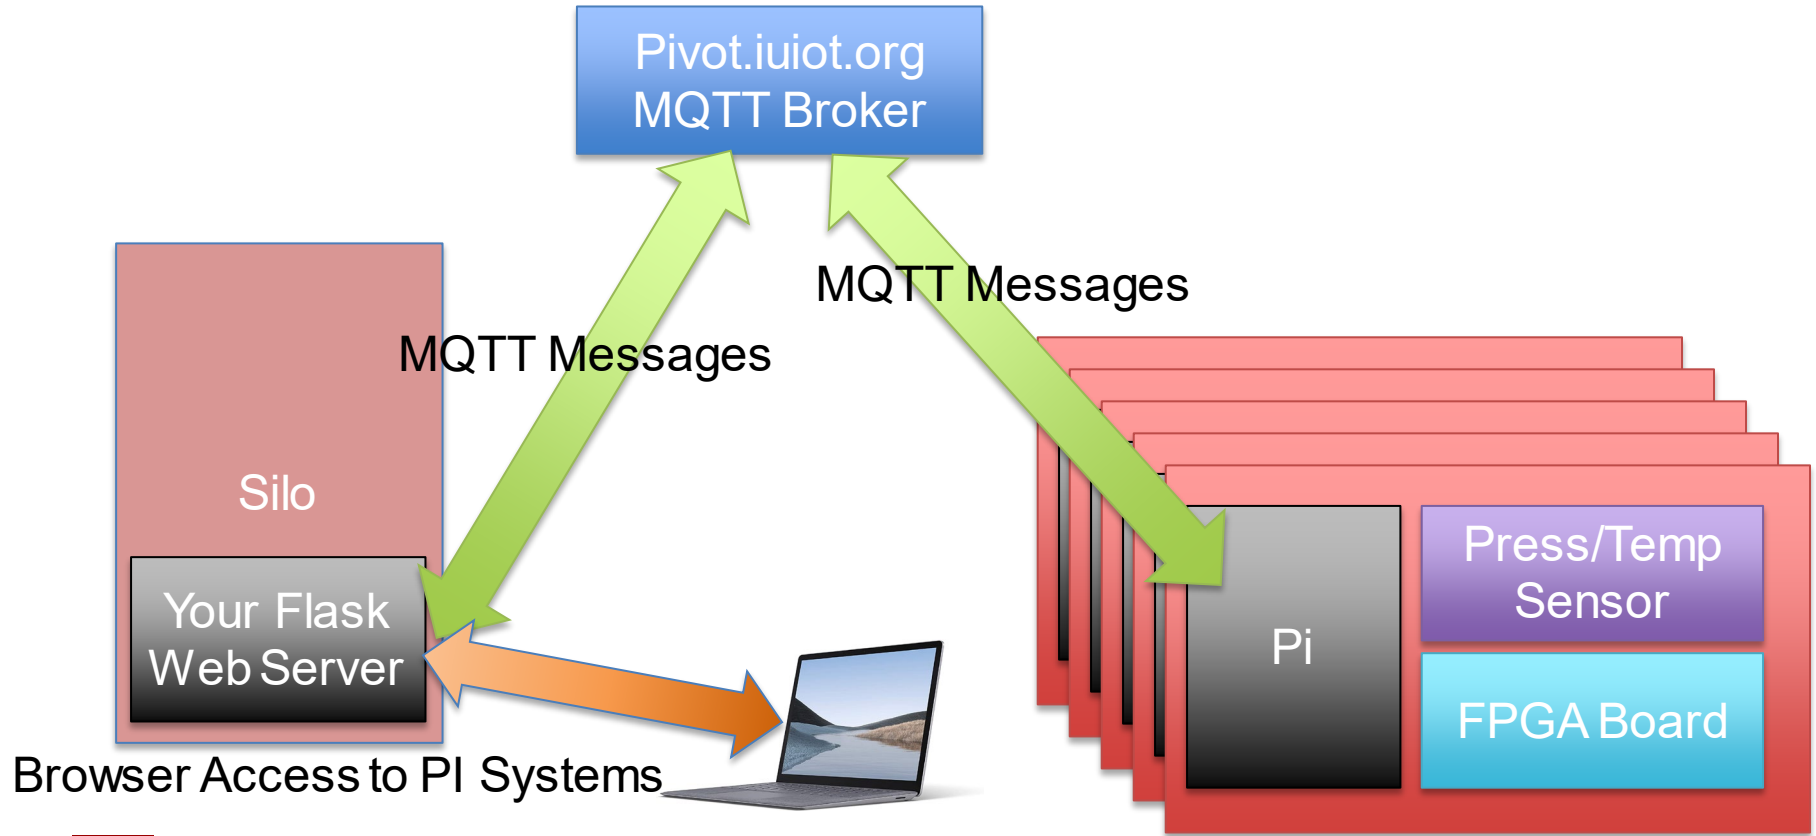 Pivot.iuiot.org
MQTT Broker
MQTT Messages
MQTT Messages
Silo
Your Flask
Web Server
Press/Temp
Sensor
Pi
FPGA Board
Browser Access to PI Systems